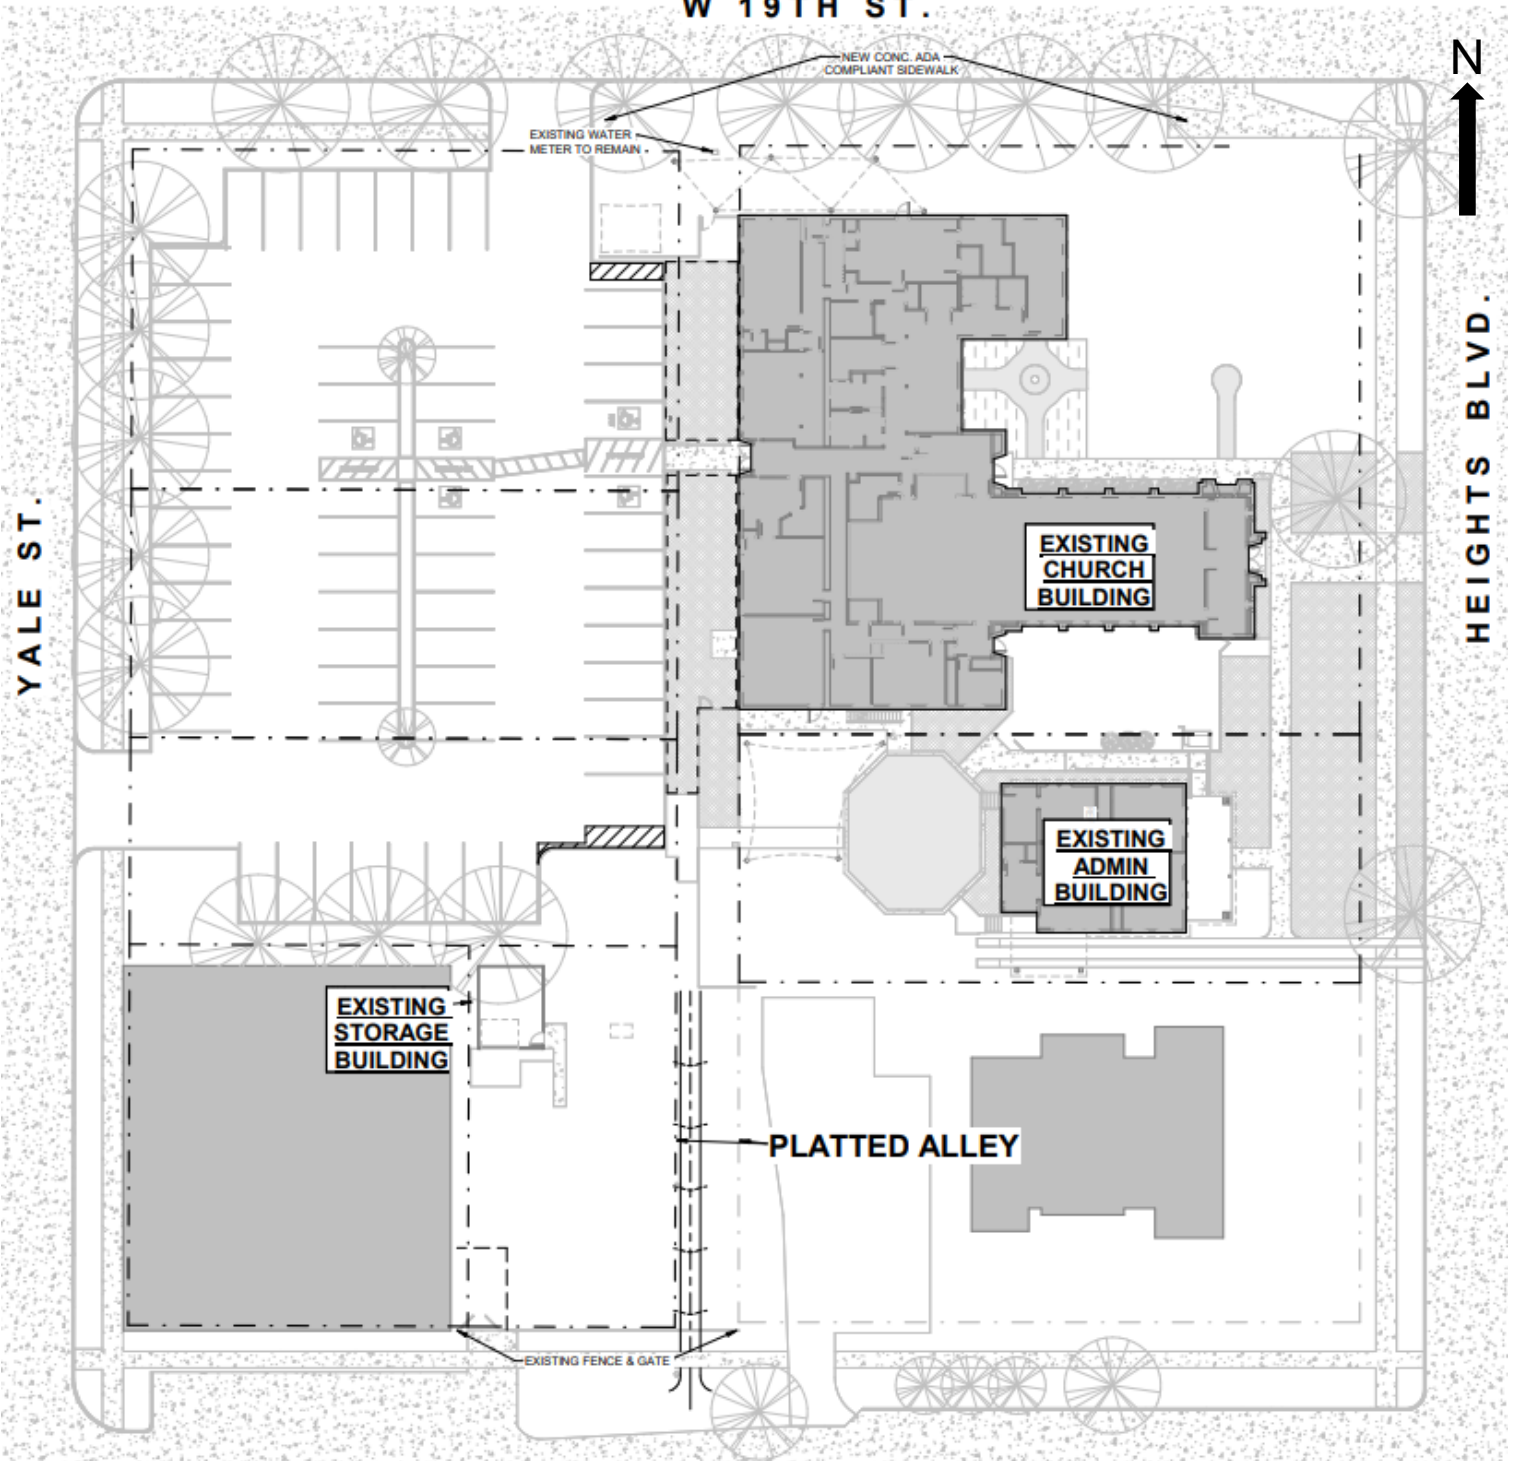 W 19TH ST.
N
NEW CONC. ADA
COMPLIANT SIDEWALK
EXISTING WATER
METER TO REMAIN
HEIGHTS BLVD.
YALE ST.
EXISTING
CHURCH
BUILDING
EXISTING
ADMIN
BUILDING
EXISTING
STORAGE
BUILDING
PLATTED ALLEY
EXISTING FENCE & GATE